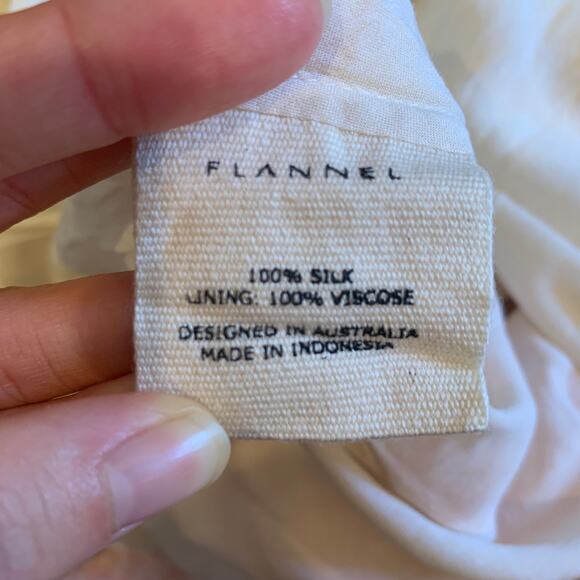 FLANNEL
100% SILK
LINING: 100% VISCOSE
DESIGNED IN AUSTRALIA
MADE IN INDONESIA